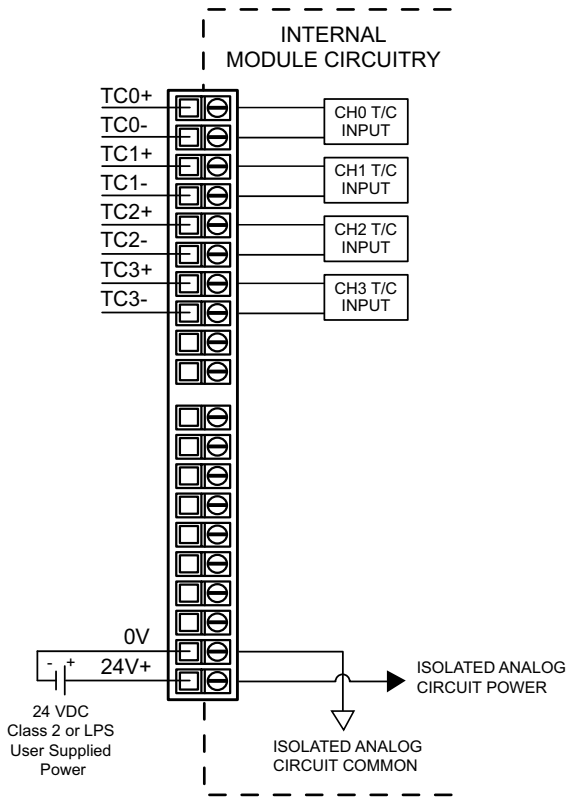 INTERNAL
MODULE CIRCUITRY
TC0+
TC0-
TC1+
TC1-
TC2+
TC2-
TC3+
TC3-
CH0 T/C
INPUT
CH1 T/C
INPUT
CH2 T/C
INPUT
CH3 T/C
INPUT
0V
- +
24V+
24 VDC
Class 2 or LPS
User Supplied
Power
ISOLATED ANALOG
CIRCUIT POWER
ISOLATED ANALOG
CIRCUIT COMMON